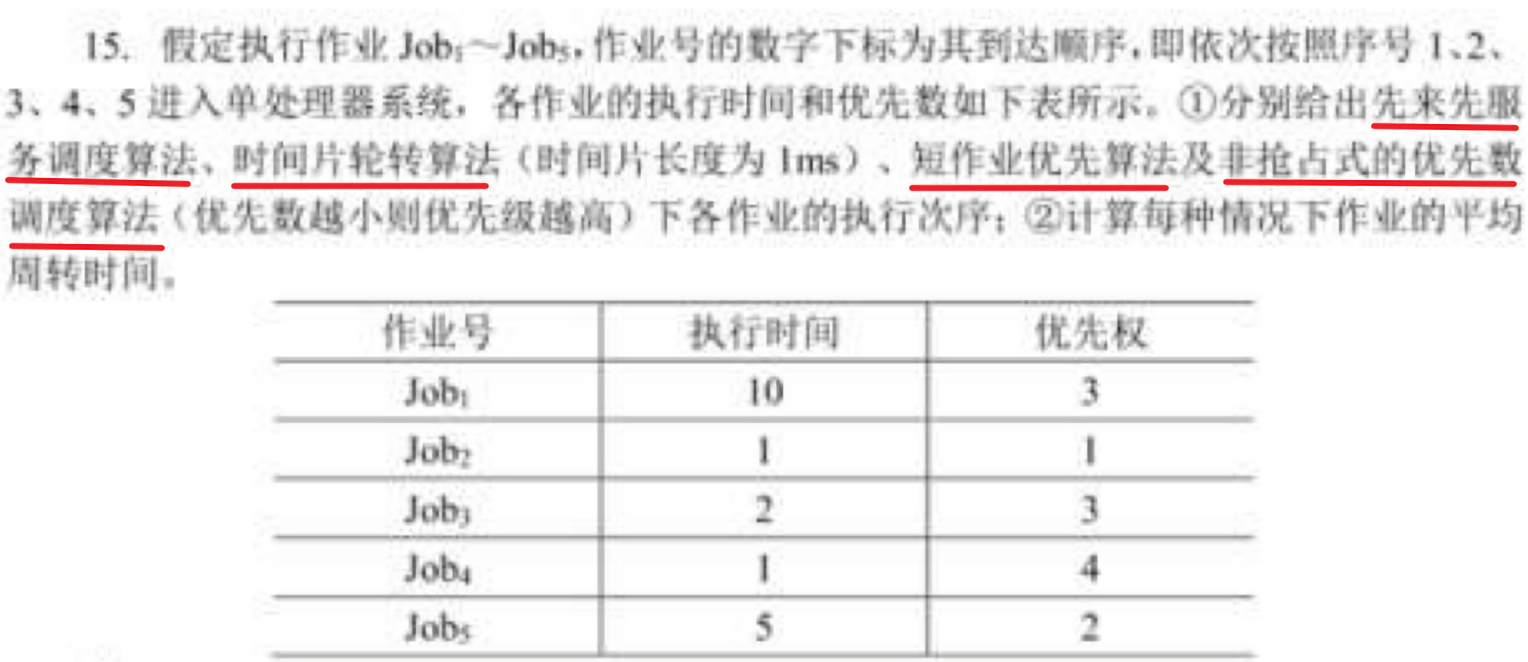 15. 假定执行作业 Job₁～Job₅，作业号的数字下标为其到达顺序，即依次按照序号 1、2、
3、4、5 进入单处理器系统，各作业的执行时间和优先数如下表所示。①分别给出先来先服
务调度算法、时间片轮转算法（时间片长度为 1ms）、短作业优先算法及非抢占式的优先数
调度算法（优先数越小则优先级越高）下各作业的执行次序；②计算每种情况下作业的平均
周转时间。
作业号 执行时间 优先权
Job₁ 10 3
Job₂ 1 1
Job₃ 2 3
Job₄ 1 4
Job₅ 5 2